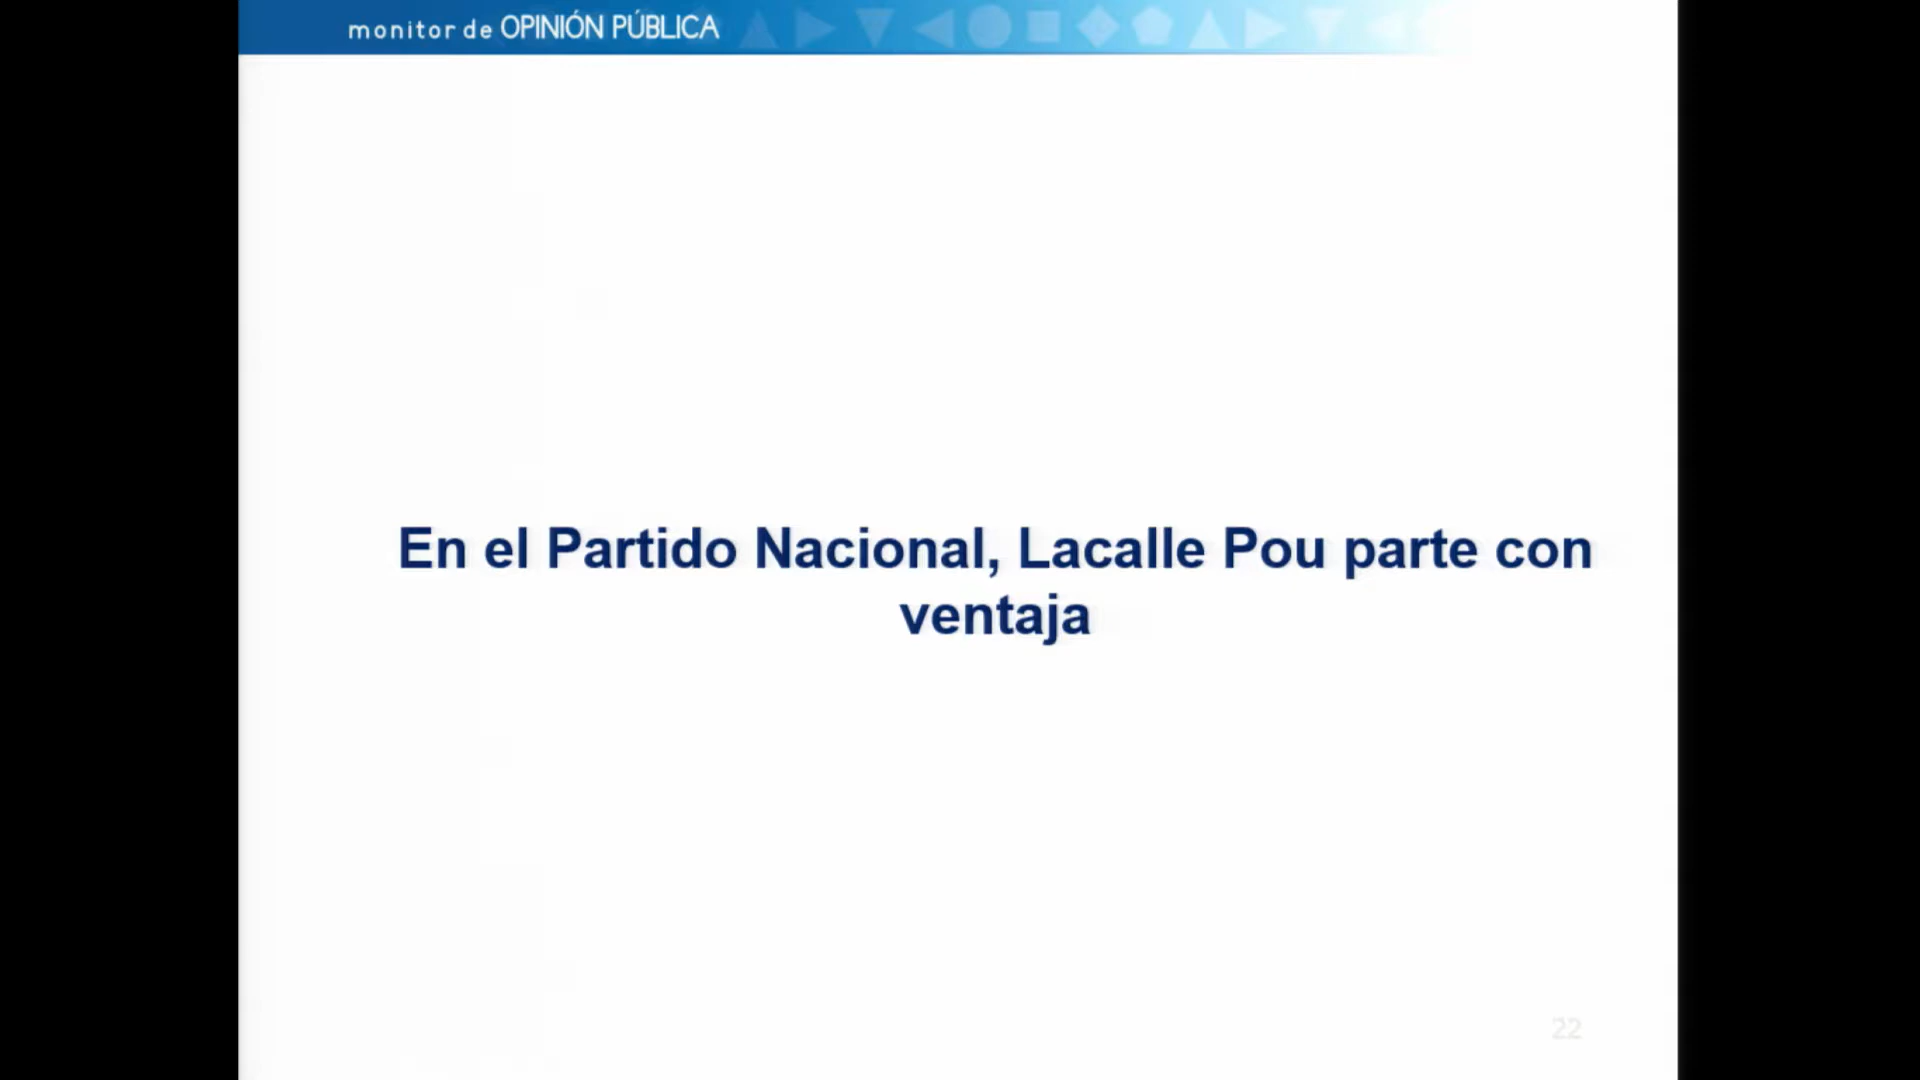 monitor de OPINIÓN PÚBLICA
En el Partido Nacional, Lacalle Pou parte con
ventaja
22